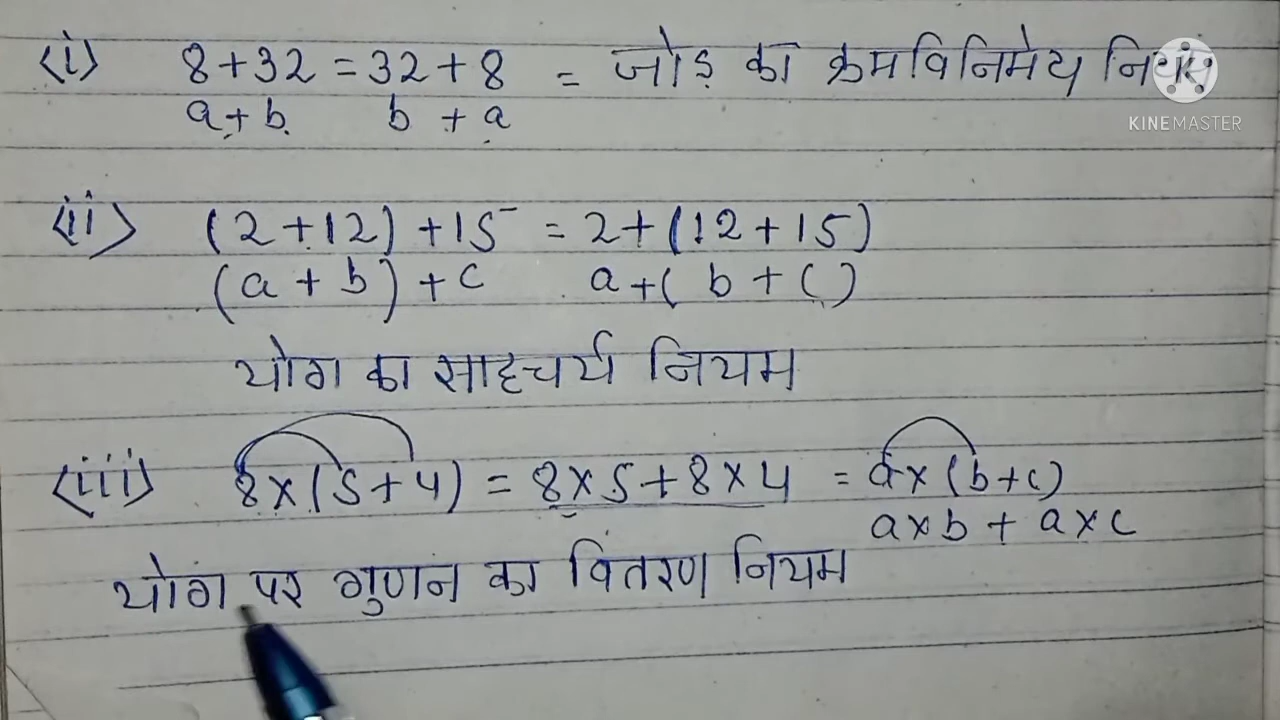 (i) 8+32 = 32+8 = जोड़ का क्रमविनिमेय नियम
a+b b + a
KINEMASTER
(ii) (2+12) +15 = 2+(12+15)
(a + b) + c a+( b + c)
योग का साहचर्य नियम
(iii) 8×(5+4) = 8×5+8×4 = a×(b+c)
a×b + a×c
योग पर गुणन का वितरण नियम